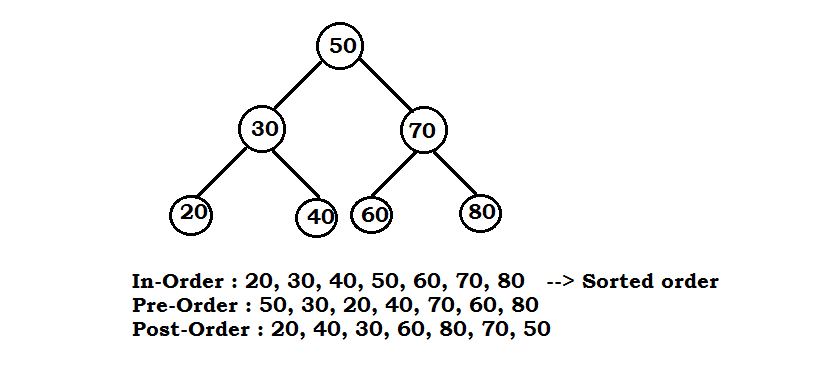 50
30
70
20
40
60
80
In-Order : 20, 30, 40, 50, 60, 70, 80 --> Sorted order
Pre-Order : 50, 30, 20, 40, 70, 60, 80
Post-Order : 20, 40, 30, 60, 80, 70, 50